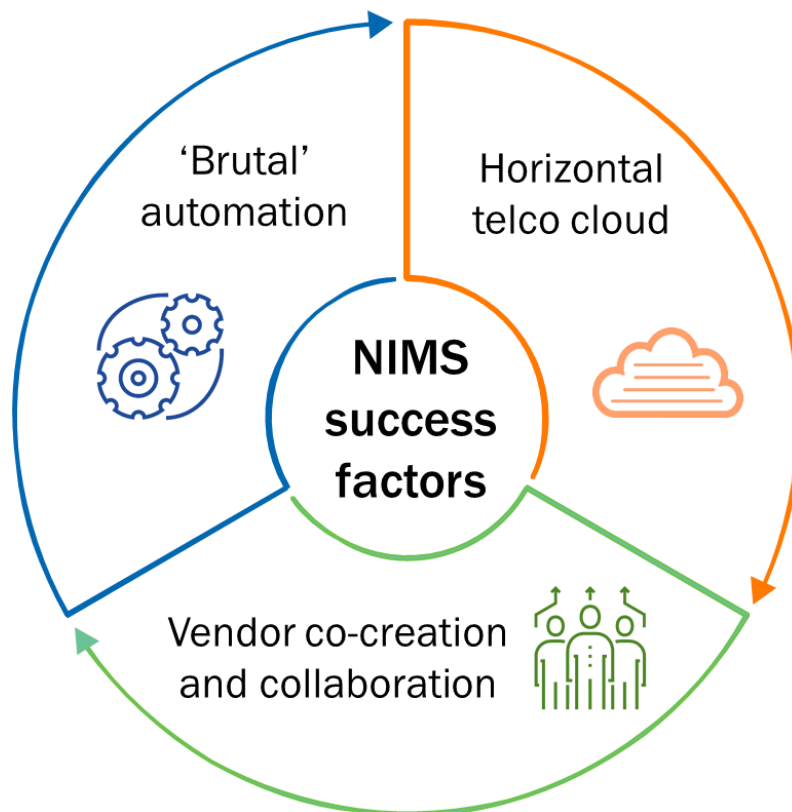 ‘Brutal’
automation
Horizontal
telco cloud
NIMS
success
factors
Vendor co-creation
and collaboration